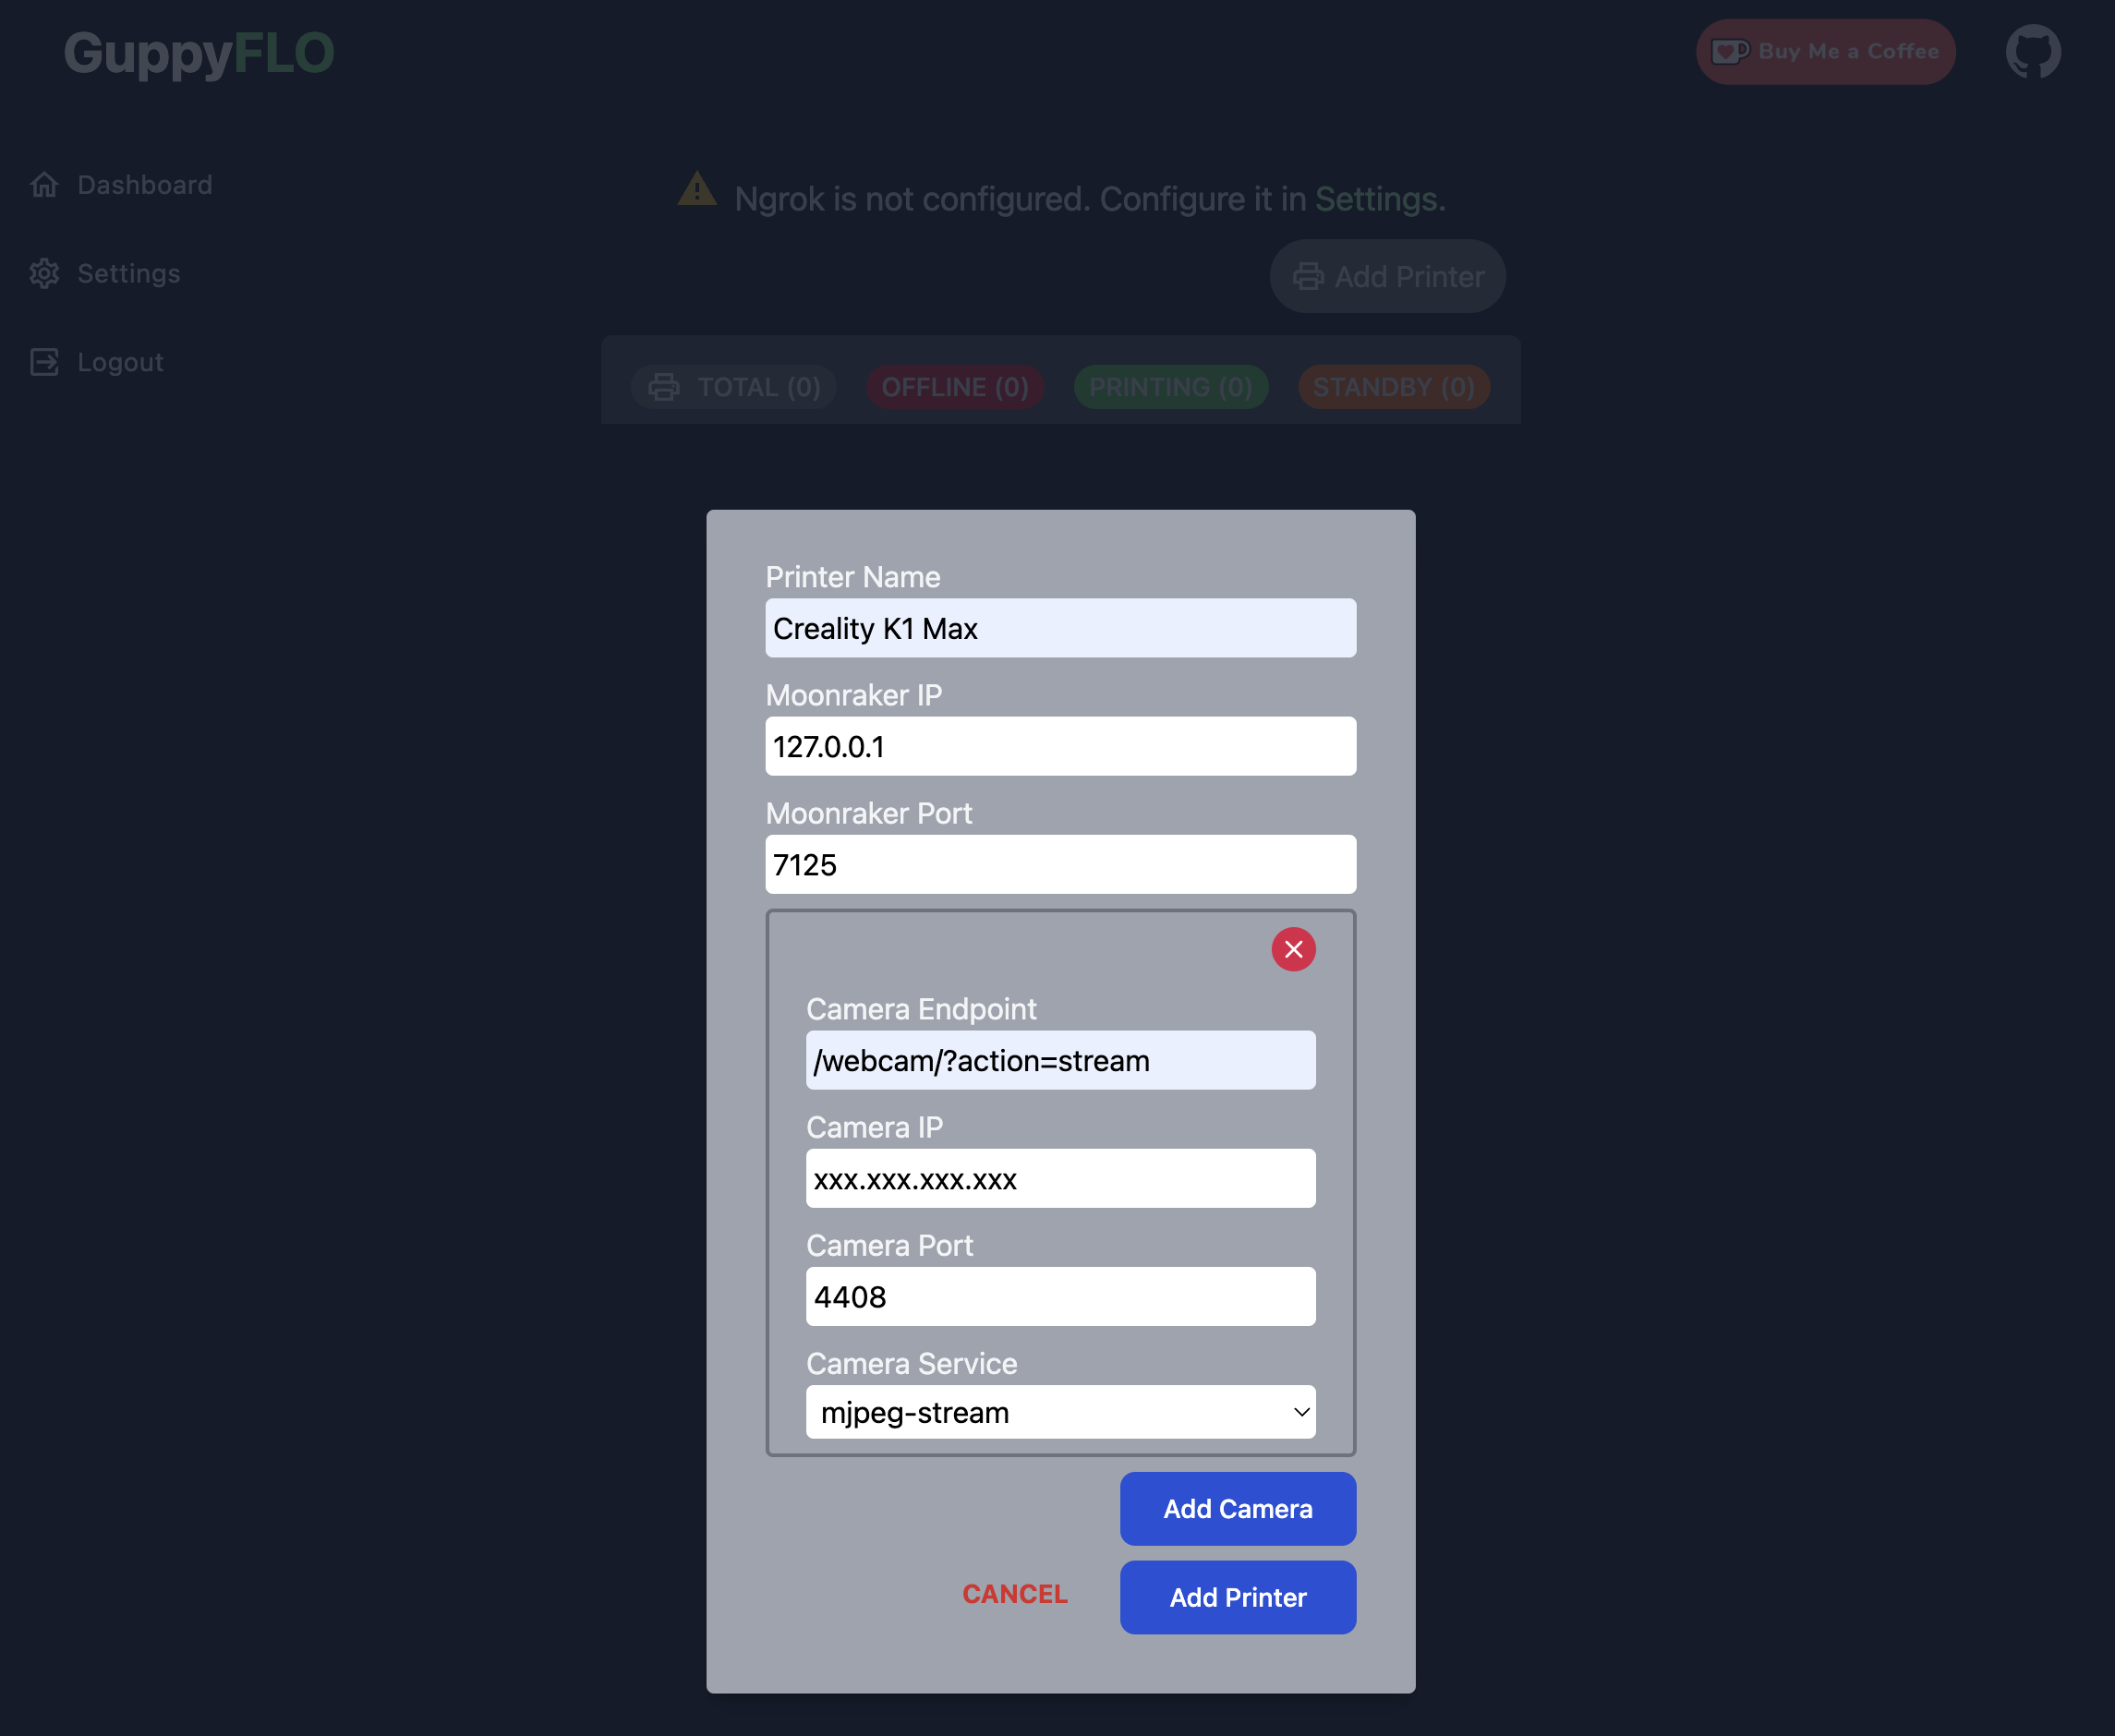 GuppyFLO
Buy Me a Coffee
Dashboard
Settings
Logout
Ngrok is not configured. Configure it in Settings.
Add Printer
TOTAL (0) OFFLINE (0) PRINTING (0) STANDBY (0)
Printer Name
Creality K1 Max
Moonraker IP
127.0.0.1
Moonraker Port
7125
Camera Endpoint
/webcam/?action=stream
Camera IP
xxx.xxx.xxx.xxx
Camera Port
4408
Camera Service
mjpeg-stream
Add Camera
CANCEL
Add Printer